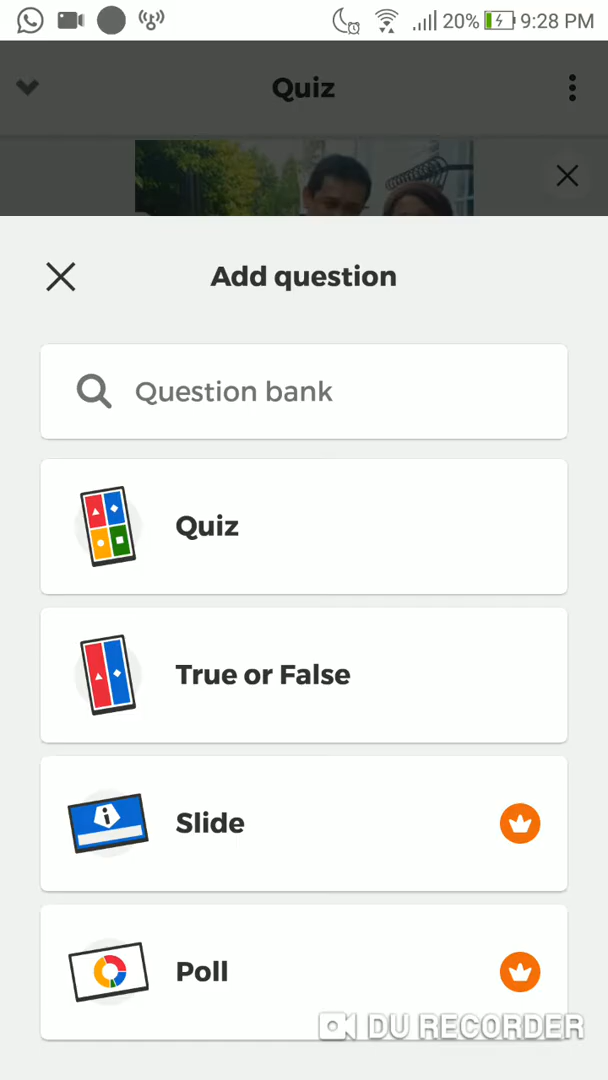 20% 9:28 PM
Quiz
Add question
Question bank
Quiz
True or False
Slide
Poll
DU RECORDER